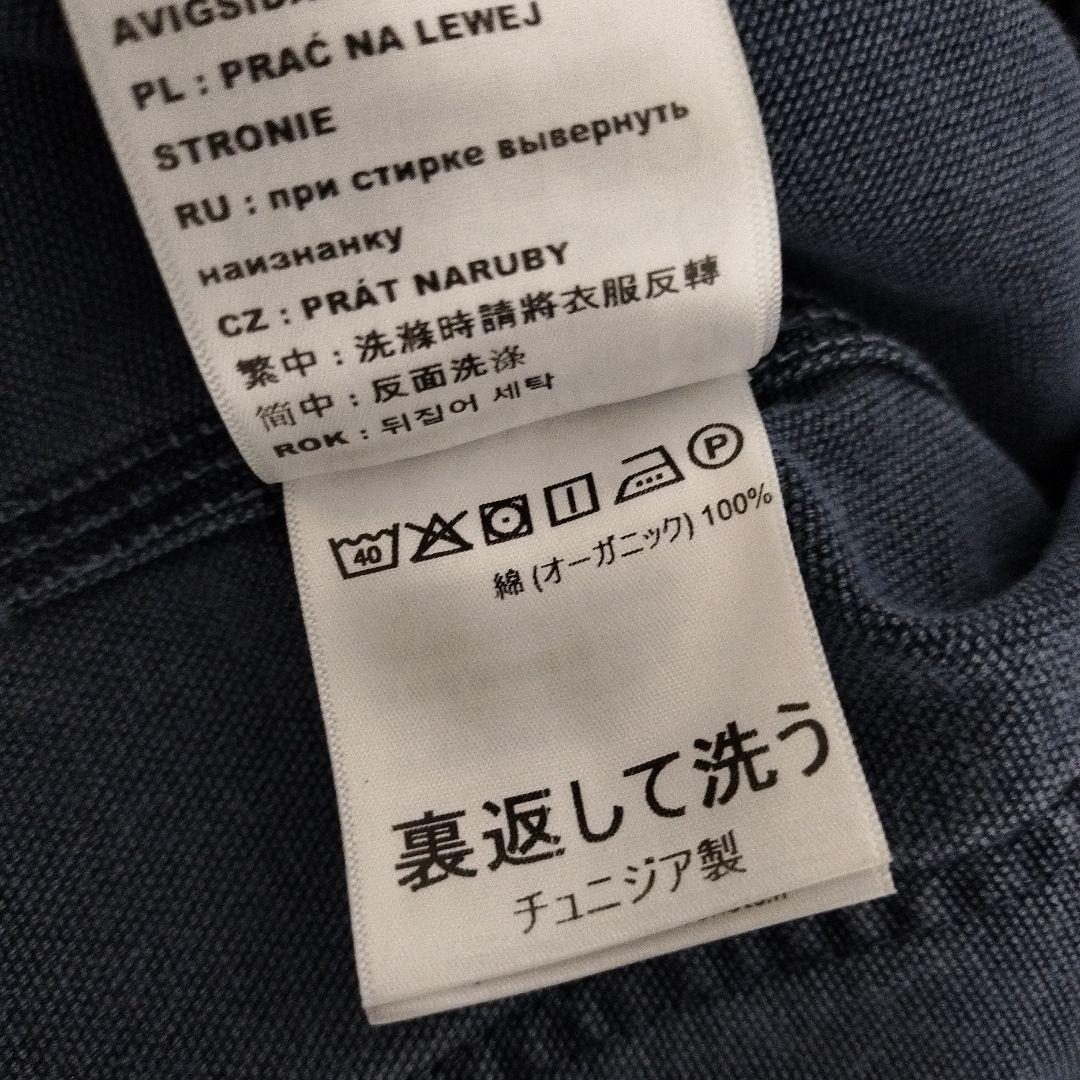 AVIGSIDA
PL : PRAĆ NA LEWEJ
STRONIE
RU : при стирке вывернуть
наизнанку
CZ : PRÁT NARUBY
繁中 : 洗滌時請將衣服反轉
简中 : 反面洗涤
ROK : 뒤집어 세탁
40
P
綿 (オーガニック) 100%
裏返して洗う
チュニジア製